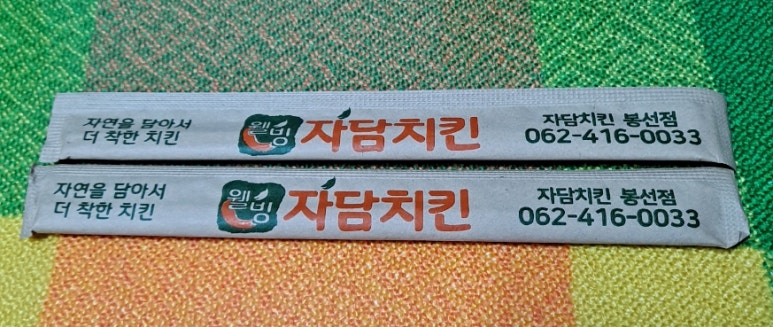 자연을 담아서
더 착한 치킨
웰빙 자담치킨
자담치킨 봉선점
062-416-0033
자연을 담아서
더 착한 치킨
웰빙 자담치킨
자담치킨 봉선점
062-416-0033